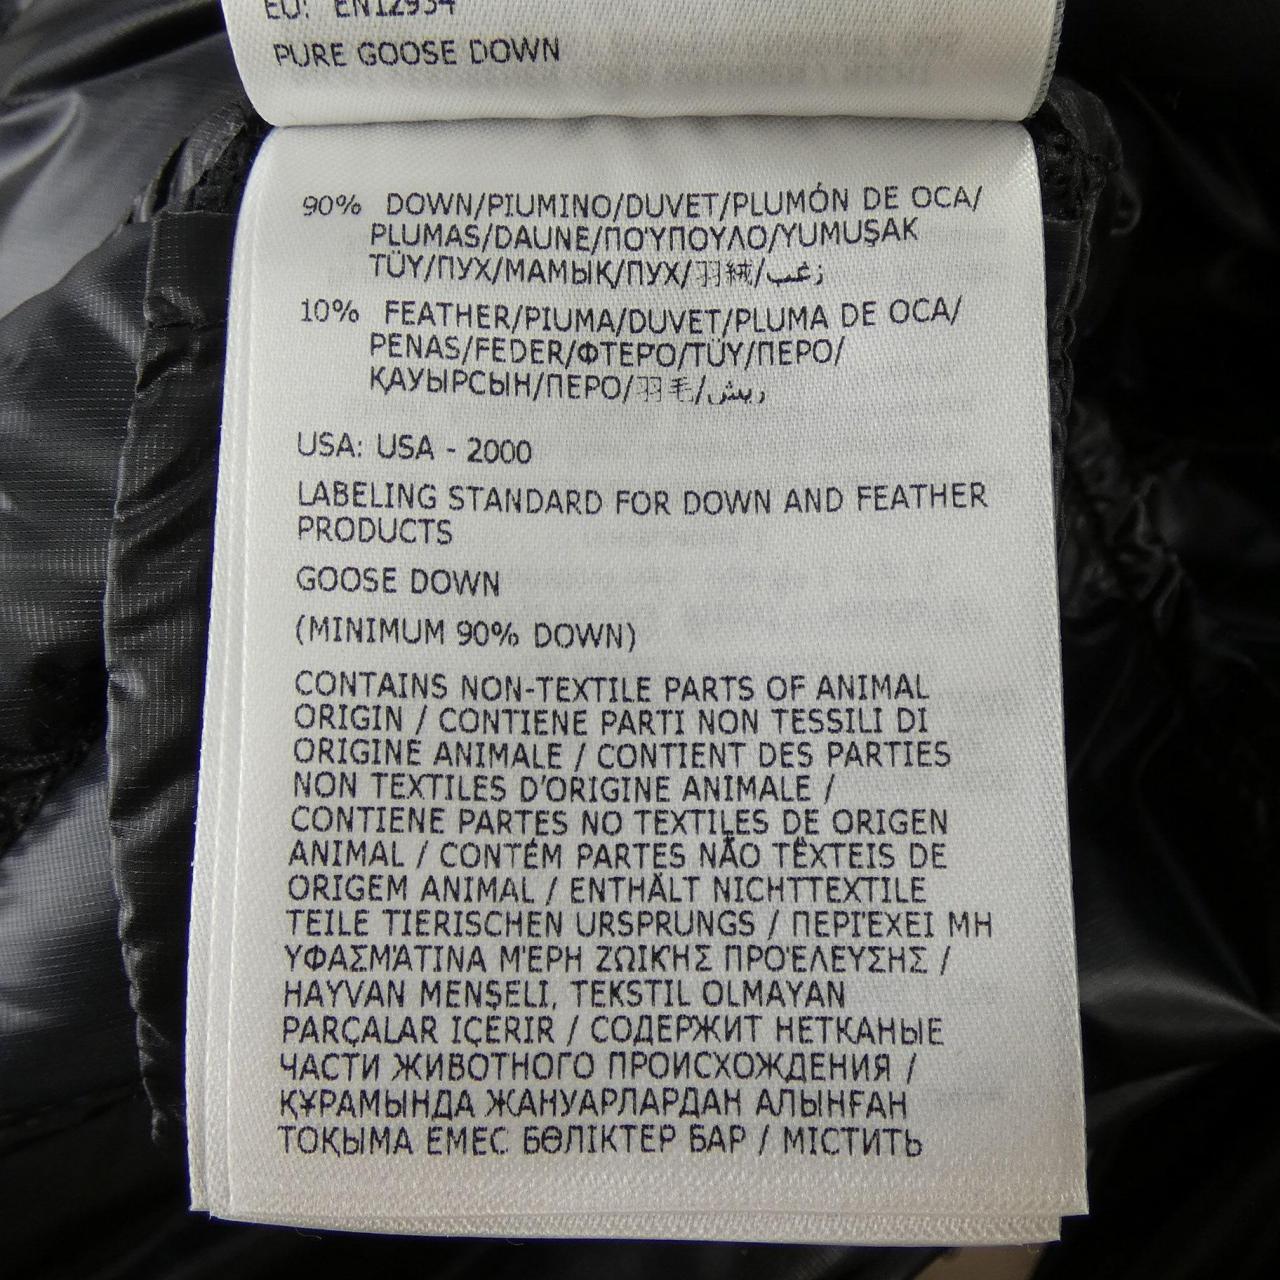 EU: EN12934
PURE GOOSE DOWN
90% DOWN/PIUMINO/DUVET/PLUMÓN DE OCA/
PLUMAS/DAUNE/ΠΟΎΠΟΥΛΟ/YUMUŞAK
TÜY/ПУХ/МАМЫҚ/ПУХ/羽絨/زغب
10% FEATHER/PIUMA/DUVET/PLUMA DE OCA/
PENAS/FEDER/ΦΤΕΡΌ/TÜY/ПЕРО/
ҚАУЫРСЫН/ПЕРО/羽毛/ريش
USA: USA - 2000
LABELING STANDARD FOR DOWN AND FEATHER
PRODUCTS
GOOSE DOWN
(MINIMUM 90% DOWN)
CONTAINS NON-TEXTILE PARTS OF ANIMAL
ORIGIN / CONTIENE PARTI NON TESSILI DI
ORIGINE ANIMALE / CONTIENT DES PARTIES
NON TEXTILES D'ORIGINE ANIMALE /
CONTIENE PARTES NO TEXTILES DE ORIGEN
ANIMAL / CONTÉM PARTES NÃO TÊXTEIS DE
ORIGEM ANIMAL / ENTHÄLT NICHTTEXTILE
TEILE TIERISCHEN URSPRUNGS / ΠΕΡΙΈΧΕΙ ΜΗ
ΥΦΑΣΜΆΤΙΝΑ ΜΈΡΗ ΖΩΙΚΉΣ ΠΡΟΈΛΕΥΣΗΣ /
HAYVAN MENŞELI, TEKSTIL OLMAYAN
PARÇALAR IÇERIR / СОДЕРЖИТ НЕТКАНЫЕ
ЧАСТИ ЖИВОТНОГО ПРОИСХОЖДЕНИЯ /
ҚҰРАМЫНДА ЖАНУАРЛАРДАН АЛЫНҒАН
ТОҚЫМА ЕМЕС БӨЛІКТЕР БАР / МІСТИТЬ